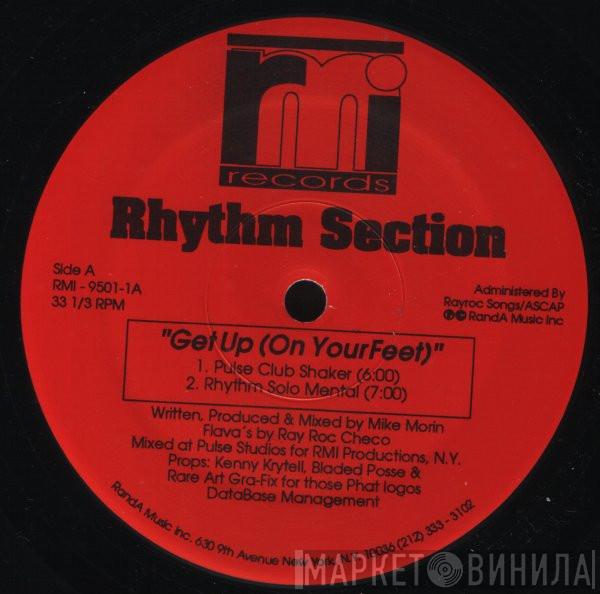 rmi
records
Rhythm Section
Side A
RMI - 9501-1A
33 1/3 RPM
Administered By
Rayroc Songs/ASCAP
℗© RandA Music Inc
"Get Up (On Your Feet)"
1. Pulse Club Shaker (6:00)
2. Rhythm Solo Mental (7:00)
Written, Produced & Mixed by Mike Morin
Flava´s by Ray Roc Checo
Mixed at Pulse Studios for RMI Productions, N.Y.
Props: Kenny Krytell, Bladed Posse &
Rare Art Gra-Fix for those Phat logos
DataBase Management
RandA Music Inc. 630 9th Avenue New York, N.Y. 10036 (212) 333 - 3102
МАРКЕТ ВИНИЛА